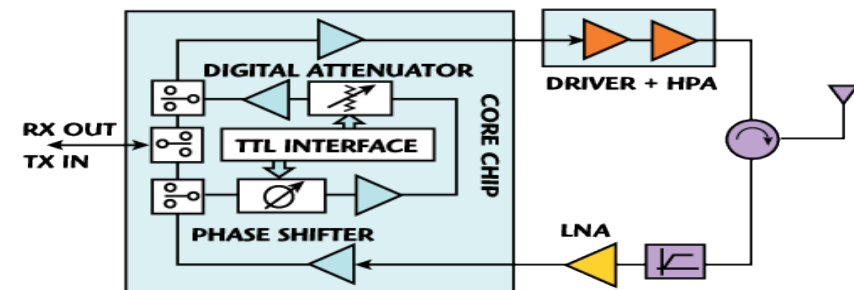 DIGITAL ATTENUATOR
DRIVER + HPA
CORE CHIP
RX OUT
TX IN
TTL INTERFACE
PHASE SHIFTER
LNA